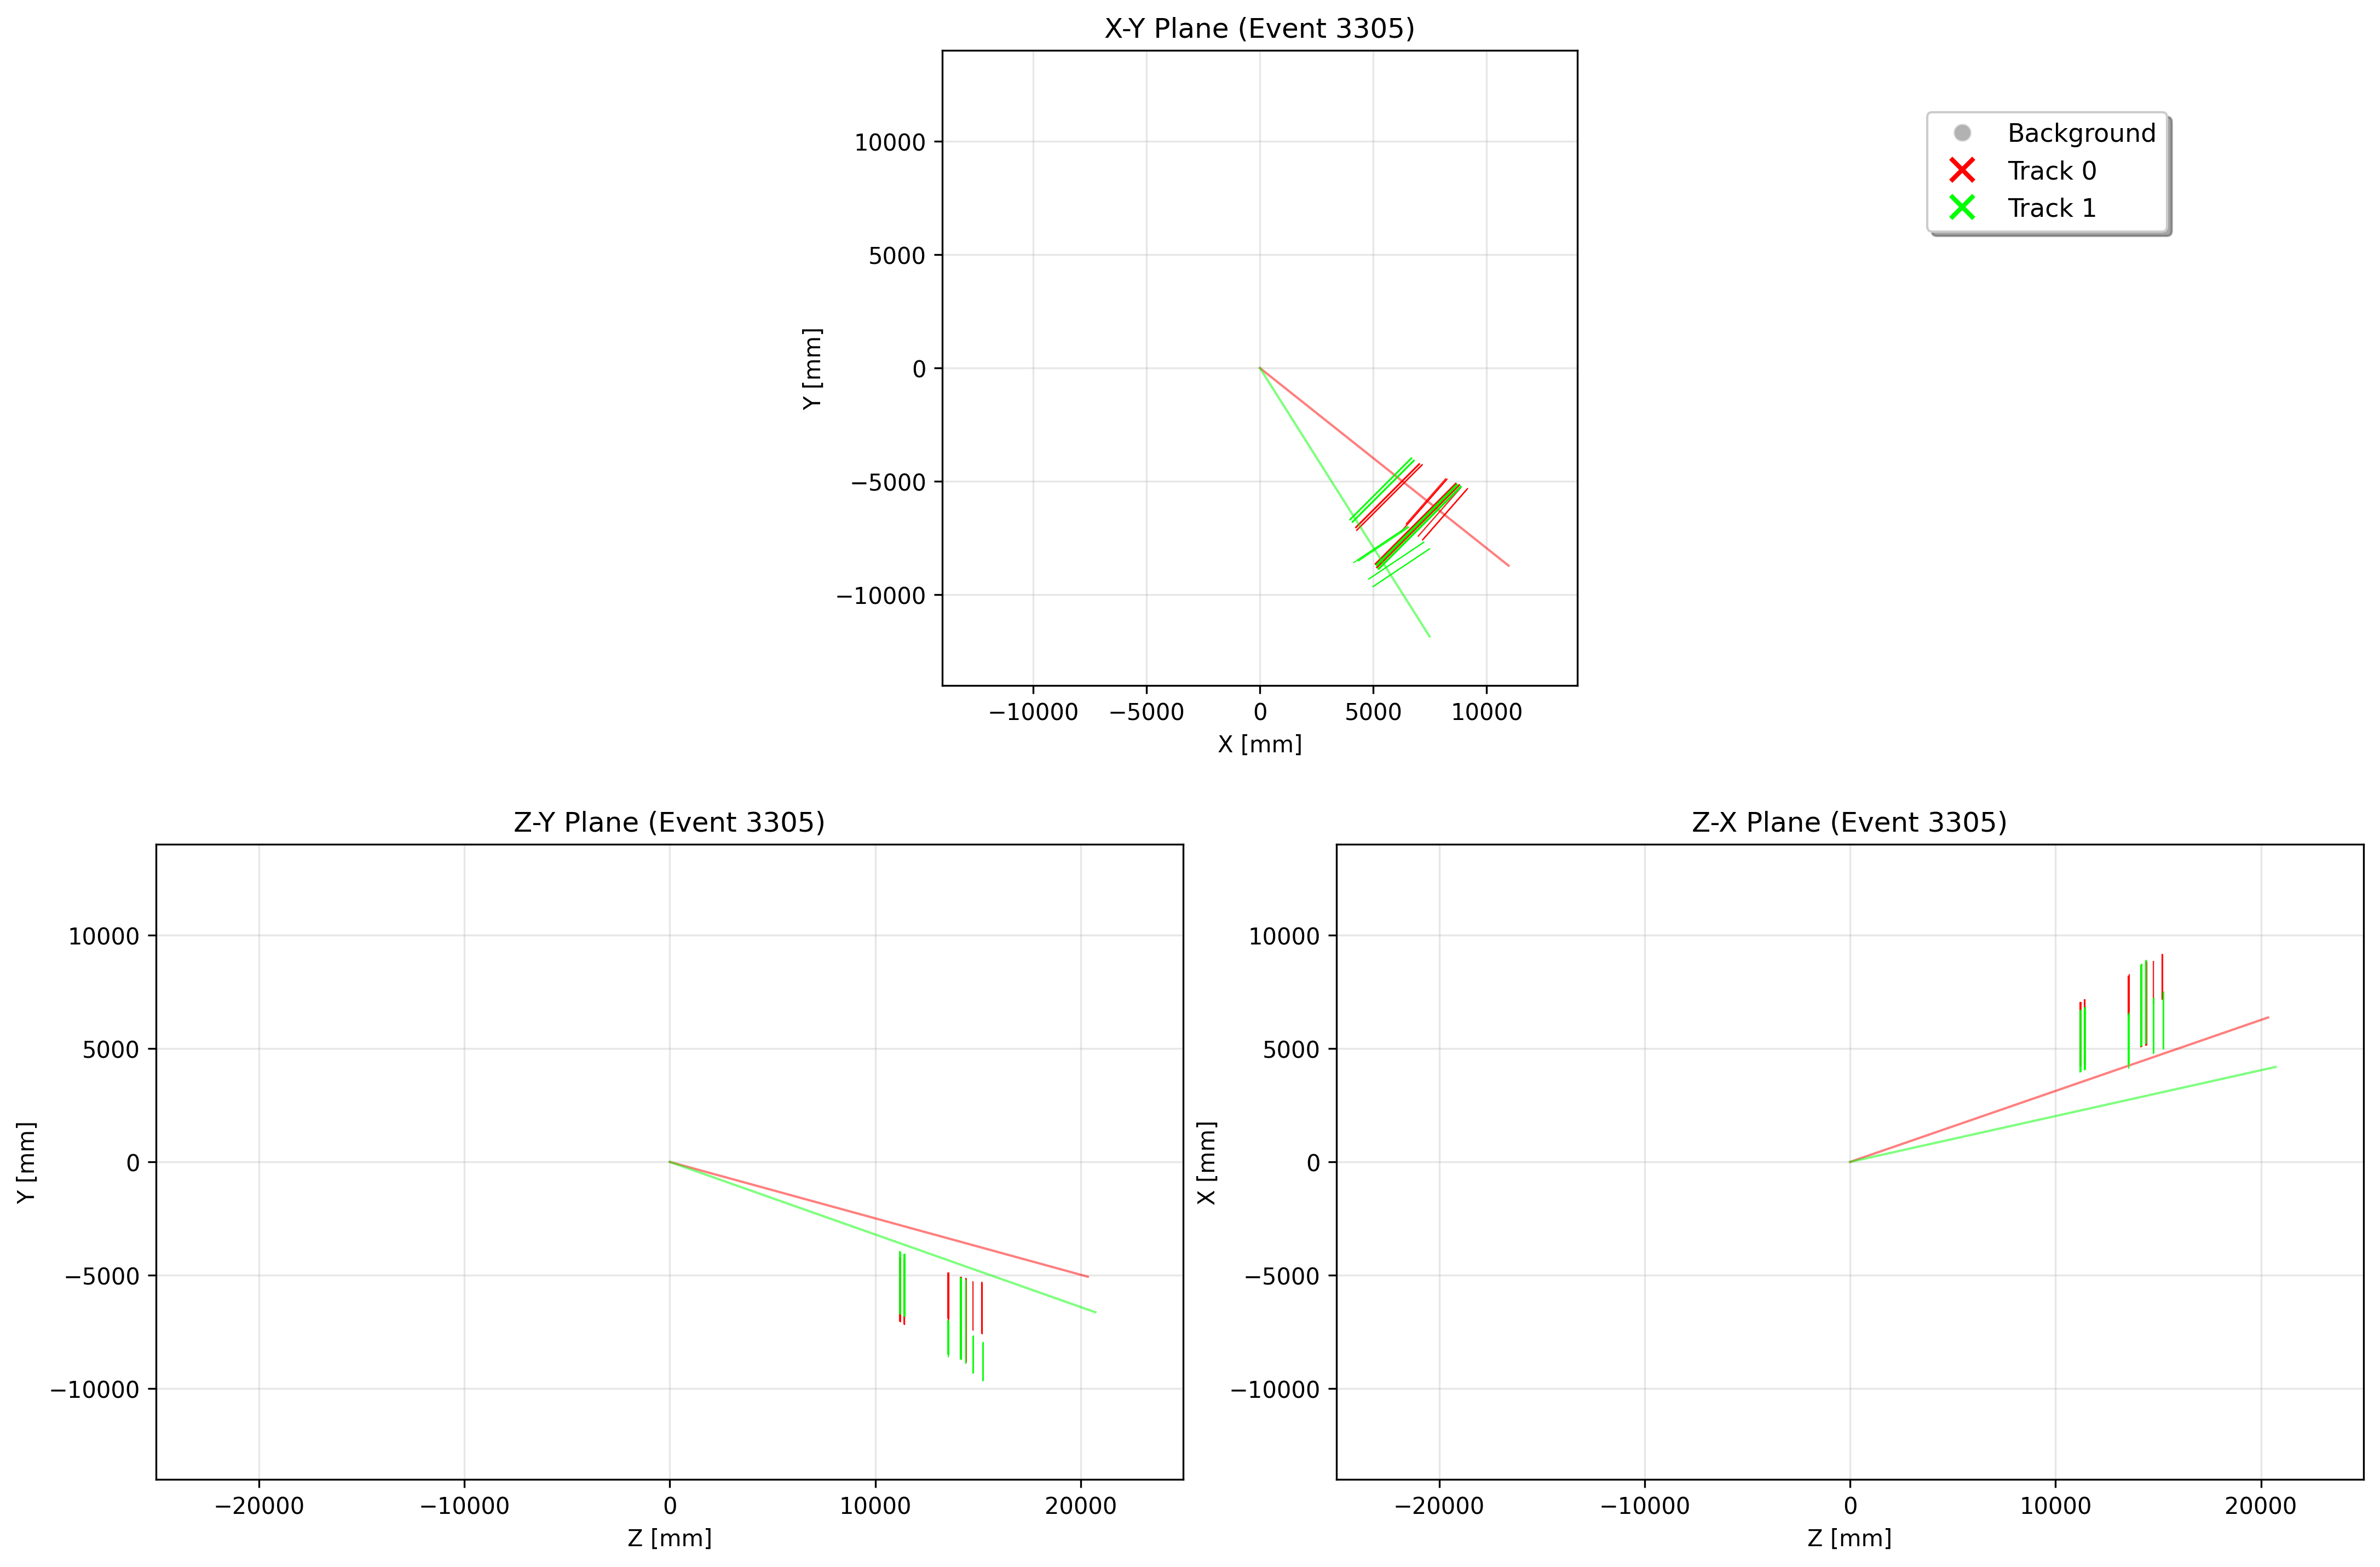 X-Y Plane (Event 3305)
Background
Track 0
Track 1
10000
5000
0
−5000
−10000
Y [mm]
−10000 −5000 0 5000 10000
X [mm]
Z-Y Plane (Event 3305)
10000
5000
0
−5000
−10000
Y [mm]
−20000 −10000 0 10000 20000
Z [mm]
Z-X Plane (Event 3305)
10000
5000
0
−5000
−10000
X [mm]
−20000 −10000 0 10000 20000
Z [mm]